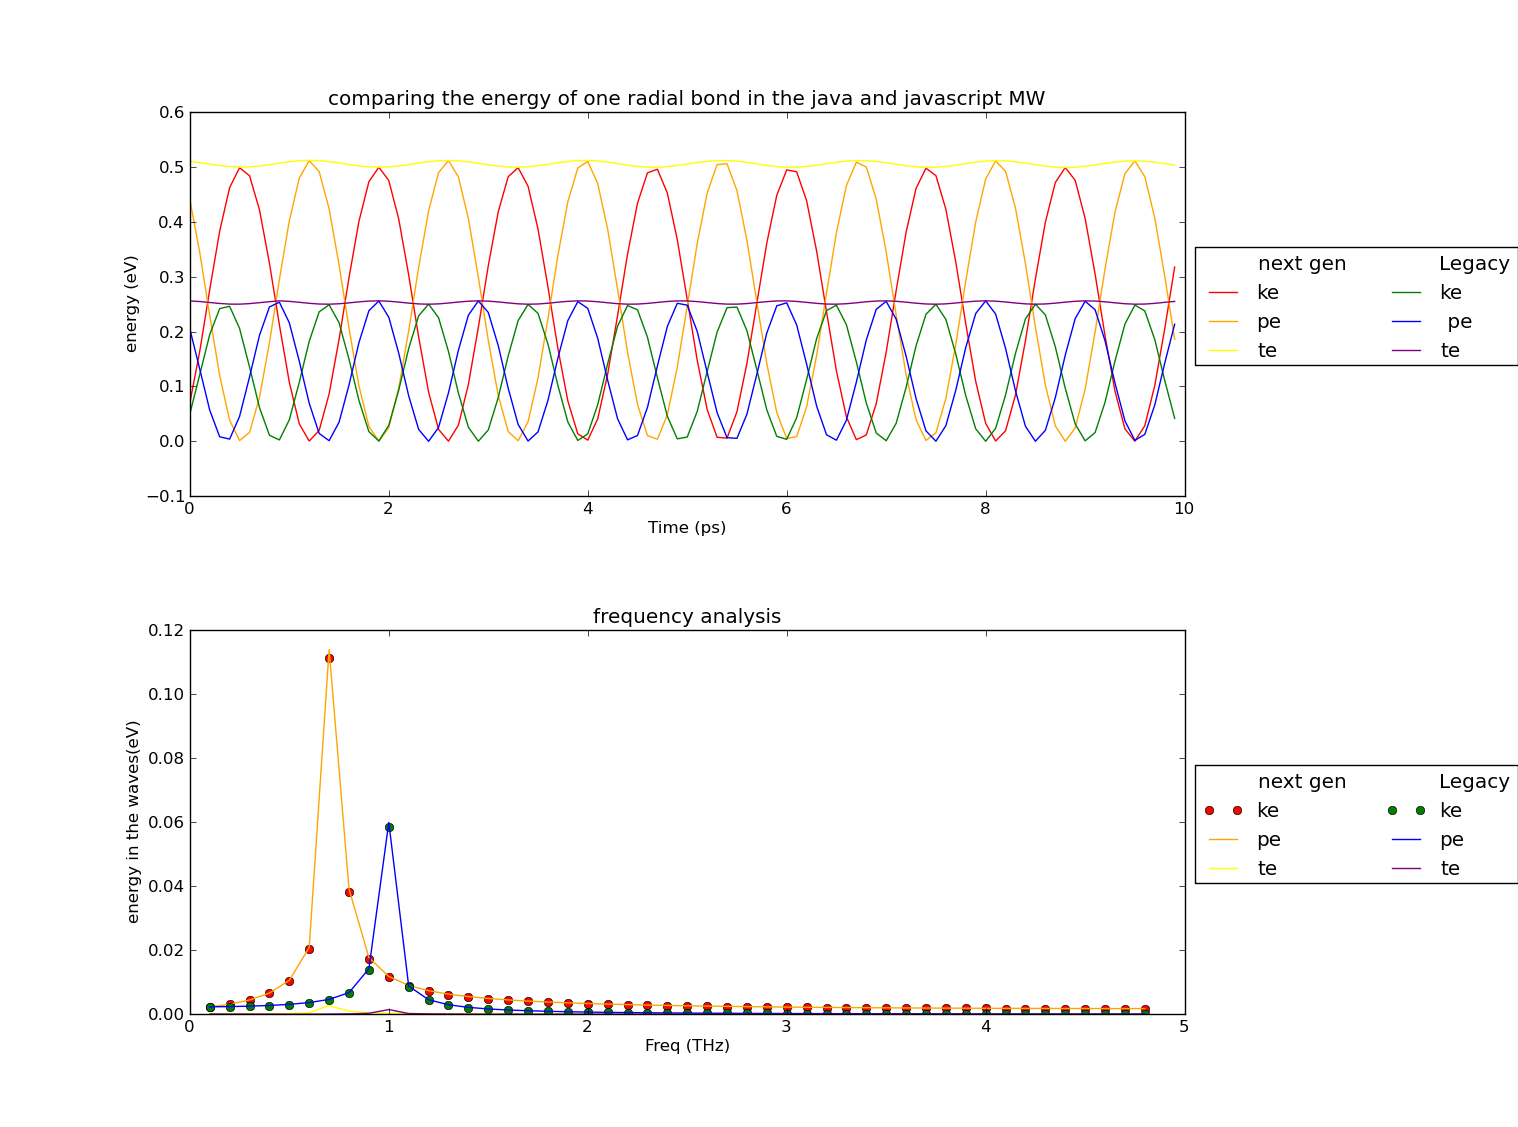 comparing the energy of one radial bond in the java and javascript MW
0.6
0.5
0.4
0.3
0.2
0.1
0.0
−0.1
energy (eV)
0 2 4 6 8 10
Time (ps)
next gen Legacy
ke ke
pe pe
te te
frequency analysis
0.12
0.10
0.08
0.06
0.04
0.02
0.00
energy in the waves(eV)
0 1 2 3 4 5
Freq (THz)
next gen Legacy
ke ke
pe pe
te te